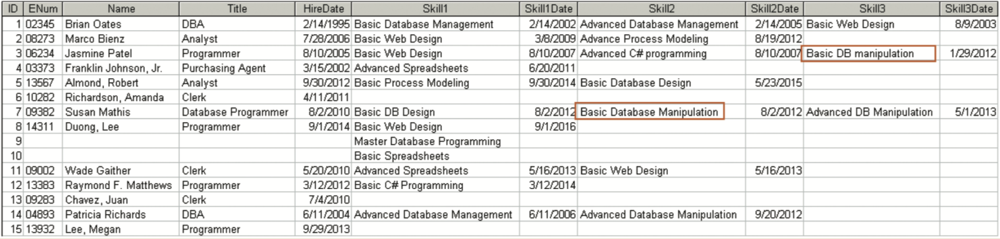 ID ENum Name Title HireDate Skill1 Skill1Date Skill2 Skill2Date Skill3 Skill3Date
1 02345 Brian Oates DBA 2/14/1995 Basic Database Management 2/14/2002 Advanced Database Management 2/14/2005 Basic Web Design 8/9/2003
2 08273 Marco Bienz Analyst 7/28/2006 Basic Web Design 3/8/2009 Advance Process Modeling 8/19/2012
3 06234 Jasmine Patel Programmer 8/10/2005 Basic Web Design 8/10/2007 Advanced C# programming 8/10/2007 Basic DB manipulation 1/29/2012
4 03373 Franklin Johnson, Jr. Purchasing Agent 3/15/2002 Advanced Spreadsheets 6/20/2011
5 13567 Almond, Robert Analyst 9/30/2012 Basic Process Modeling 9/30/2014 Basic Database Design 5/23/2015
6 10282 Richardson, Amanda Clerk 4/11/2011
7 09382 Susan Mathis Database Programmer 8/2/2010 Basic DB Design 8/2/2012 Basic Database Manipulation 8/2/2012 Advanced DB Manipulation 5/1/2013
8 14311 Duong, Lee Programmer 9/1/2014 Basic Web Design 9/1/2016
9 Master Database Programming
10 Basic Spreadsheets
11 09002 Wade Gaither Clerk 5/20/2010 Advanced Spreadsheets 5/16/2013 Basic Web Design 5/16/2013
12 13383 Raymond F. Matthews Programmer 3/12/2012 Basic C# Programming 3/12/2014
13 09283 Chavez, Juan Clerk 7/4/2010
14 04893 Patricia Richards DBA 6/11/2004 Advanced Database Management 6/11/2006 Advanced Database Manipulation 9/20/2012
15 13932 Lee, Megan Programmer 9/29/2013